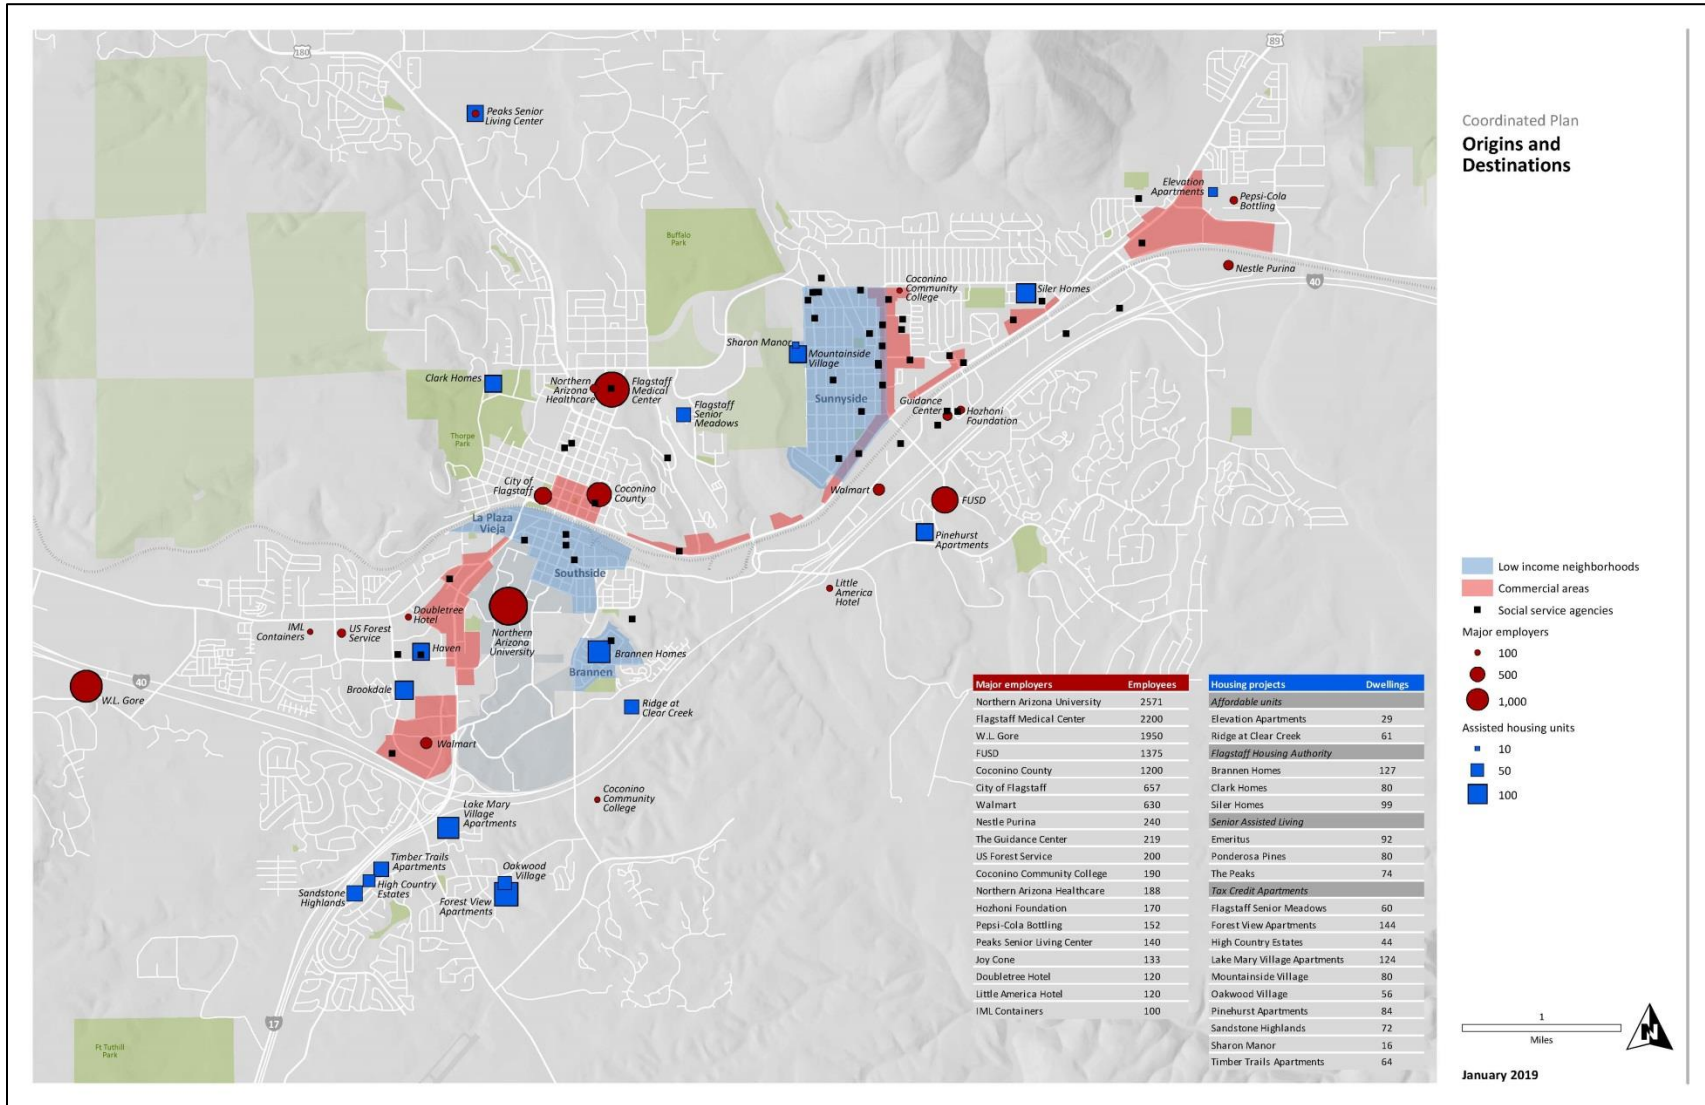 180
89
Peaks Senior
Living Center
Elevation
Apartments
Pepsi-Cola
Bottling
Nestle Purina
40
Buffalo
Park
Coconino
Community
College
Siler Homes
Sharon Manor
Mountainside
Village
Sunnyside
Clark Homes
Northern
Arizona
Healthcare
Flagstaff
Medical
Center
Flagstaff
Senior
Meadows
Guidance
Center
Hozhoni
Foundation
Thorpe
Park
City of
Flagstaff
Coconino
County
Walmart
FUSD
La Plaza
Vieja
Pinehurst
Apartments
Southside
Little
America
Hotel
Doubletree
Hotel
IML
Containers
US Forest
Service
Northern
Arizona
University
Haven
Brannen Homes
Brannen
40
W.L. Gore
Brookdale
Ridge at
Clear Creek
Walmart
Coconino
Community
College
Lake Mary
Village
Apartments
Timber Trails
Apartments
High Country
Estates
Sandstone
Highlands
Oakwood
Village
Forest View
Apartments
17
Ft Tuthill
Park
Major employers Employees
Northern Arizona University 2571
Flagstaff Medical Center 2200
W.L. Gore 1950
FUSD 1375
Coconino County 1200
City of Flagstaff 657
Walmart 630
Nestle Purina 240
The Guidance Center 219
US Forest Service 200
Coconino Community College 190
Northern Arizona Healthcare 188
Hozhoni Foundation 170
Pepsi-Cola Bottling 152
Peaks Senior Living Center 140
Joy Cone 133
Doubletree Hotel 120
Little America Hotel 120
IML Containers 100
Housing projects Dwellings
Affordable units
Elevation Apartments 29
Ridge at Clear Creek 61
Flagstaff Housing Authority
Brannen Homes 127
Clark Homes 80
Siler Homes 99
Senior Assisted Living
Emeritus 92
Ponderosa Pines 80
The Peaks 74
Tax Credit Apartments
Flagstaff Senior Meadows 60
Forest View Apartments 144
High Country Estates 44
Lake Mary Village Apartments 124
Mountainside Village 80
Oakwood Village 56
Pinehurst Apartments 84
Sandstone Highlands 72
Sharon Manor 16
Timber Trails Apartments 64
Coordinated Plan
Origins and
Destinations
Low income neighborhoods
Commercial areas
Social service agencies
Major employers
100
500
1,000
Assisted housing units
10
50
100
1
Miles
N
January 2019